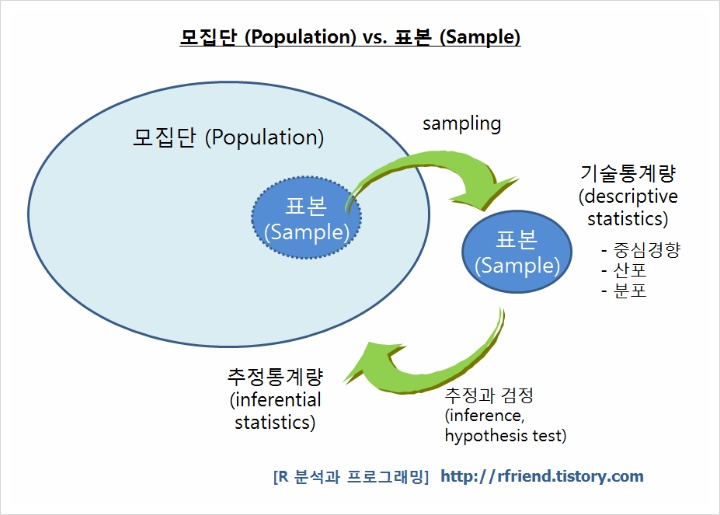 모집단 (Population) vs. 표본 (Sample)
모집단 (Population)
표본
(Sample)
sampling
표본
(Sample)
기술통계량
(descriptive
statistics)
- 중심경향
- 산포
- 분포
추정통계량
(inferential
statistics)
추정과 검정
(inference,
hypothesis test)
[R 분석과 프로그래밍] http://rfriend.tistory.com